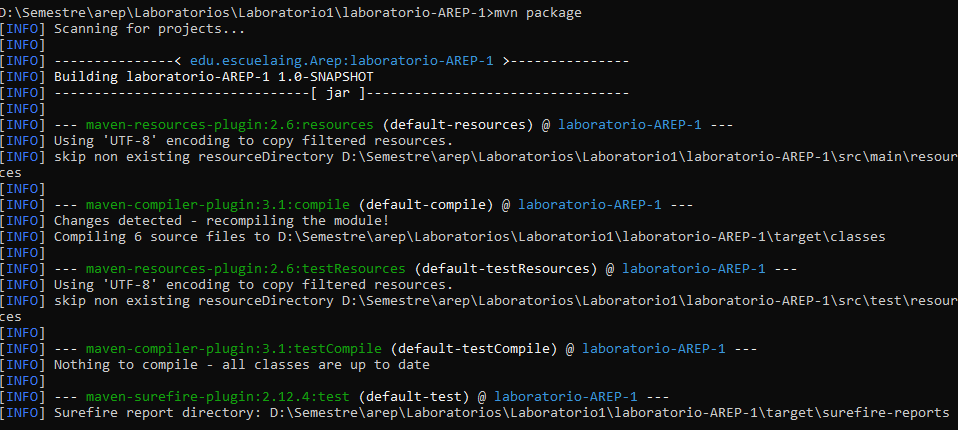 D:\Semestre\arep\Laboratorios\Laboratorio1\laboratorio-AREP-1>mvn package
[INFO] Scanning for projects...
[INFO]
[INFO] ---------------< edu.escuelaing.Arep:laboratorio-AREP-1 >---------------
[INFO] Building laboratorio-AREP-1 1.0-SNAPSHOT
[INFO] --------------------------------[ jar ]---------------------------------
[INFO]
[INFO] --- maven-resources-plugin:2.6:resources (default-resources) @ laboratorio-AREP-1 ---
[INFO] Using 'UTF-8' encoding to copy filtered resources.
[INFO] skip non existing resourceDirectory D:\Semestre\arep\Laboratorios\Laboratorio1\laboratorio-AREP-1\src\main\resour
ces
[INFO]
[INFO] --- maven-compiler-plugin:3.1:compile (default-compile) @ laboratorio-AREP-1 ---
[INFO] Changes detected - recompiling the module!
[INFO] Compiling 6 source files to D:\Semestre\arep\Laboratorios\Laboratorio1\laboratorio-AREP-1\target\classes
[INFO]
[INFO] --- maven-resources-plugin:2.6:testResources (default-testResources) @ laboratorio-AREP-1 ---
[INFO] Using 'UTF-8' encoding to copy filtered resources.
[INFO] skip non existing resourceDirectory D:\Semestre\arep\Laboratorios\Laboratorio1\laboratorio-AREP-1\src\test\resour
ces
[INFO]
[INFO] --- maven-compiler-plugin:3.1:testCompile (default-testCompile) @ laboratorio-AREP-1 ---
[INFO] Nothing to compile - all classes are up to date
[INFO]
[INFO] --- maven-surefire-plugin:2.12.4:test (default-test) @ laboratorio-AREP-1 ---
[INFO] Surefire report directory: D:\Semestre\arep\Laboratorios\Laboratorio1\laboratorio-AREP-1\target\surefire-reports